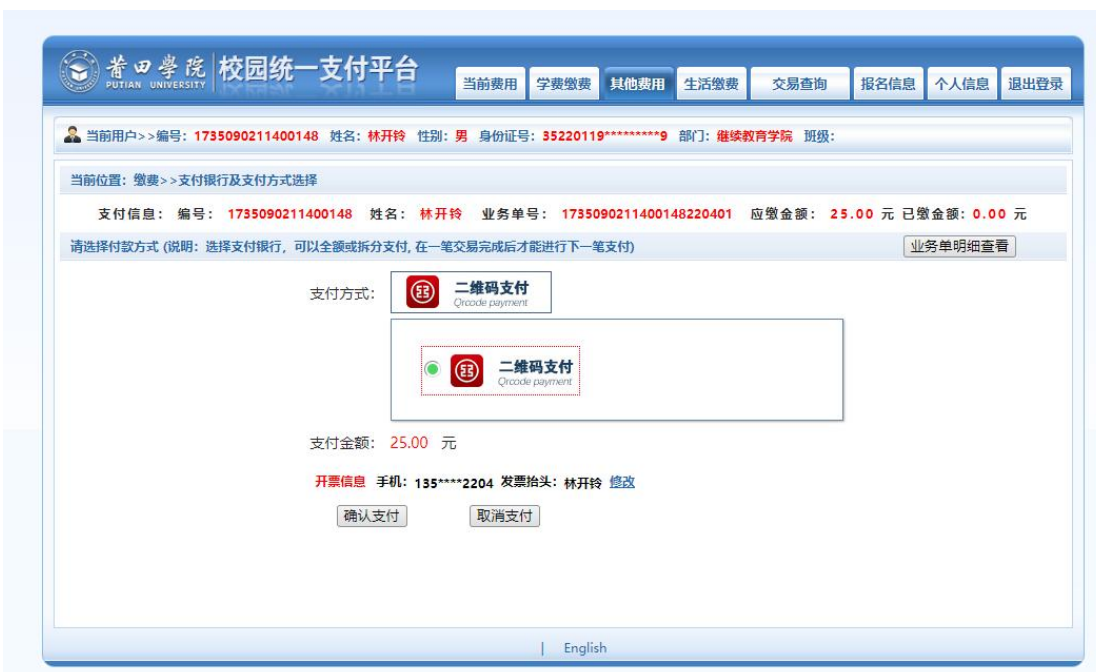 莆田學院 校园统一支付平台
PUTIAN UNIVERSITY
当前费用 学费缴费 其他费用 生活缴费 交易查询 报名信息 个人信息 退出登录
当前用户>>编号: 1735090211400148 姓名: 林开铃 性别: 男 身份证号: 35220119*********9 部门: 继续教育学院 班级:
当前位置: 缴费>>支付银行及支付方式选择
支付信息: 编号: 1735090211400148 姓名: 林开铃 业务单号: 1735090211400148220401 应缴金额: 25.00 元 已缴金额: 0.00 元
请选择付款方式 (说明: 选择支付银行, 可以全额或拆分支付, 在一笔交易完成后才能进行下一笔支付) 业务单明细查看
支付方式: 二维码支付
Qrcode payment
二维码支付
Qrcode payment
支付金额: 25.00 元
开票信息 手机: 135****2204 发票抬头: 林开铃 修改
确认支付 取消支付
| English